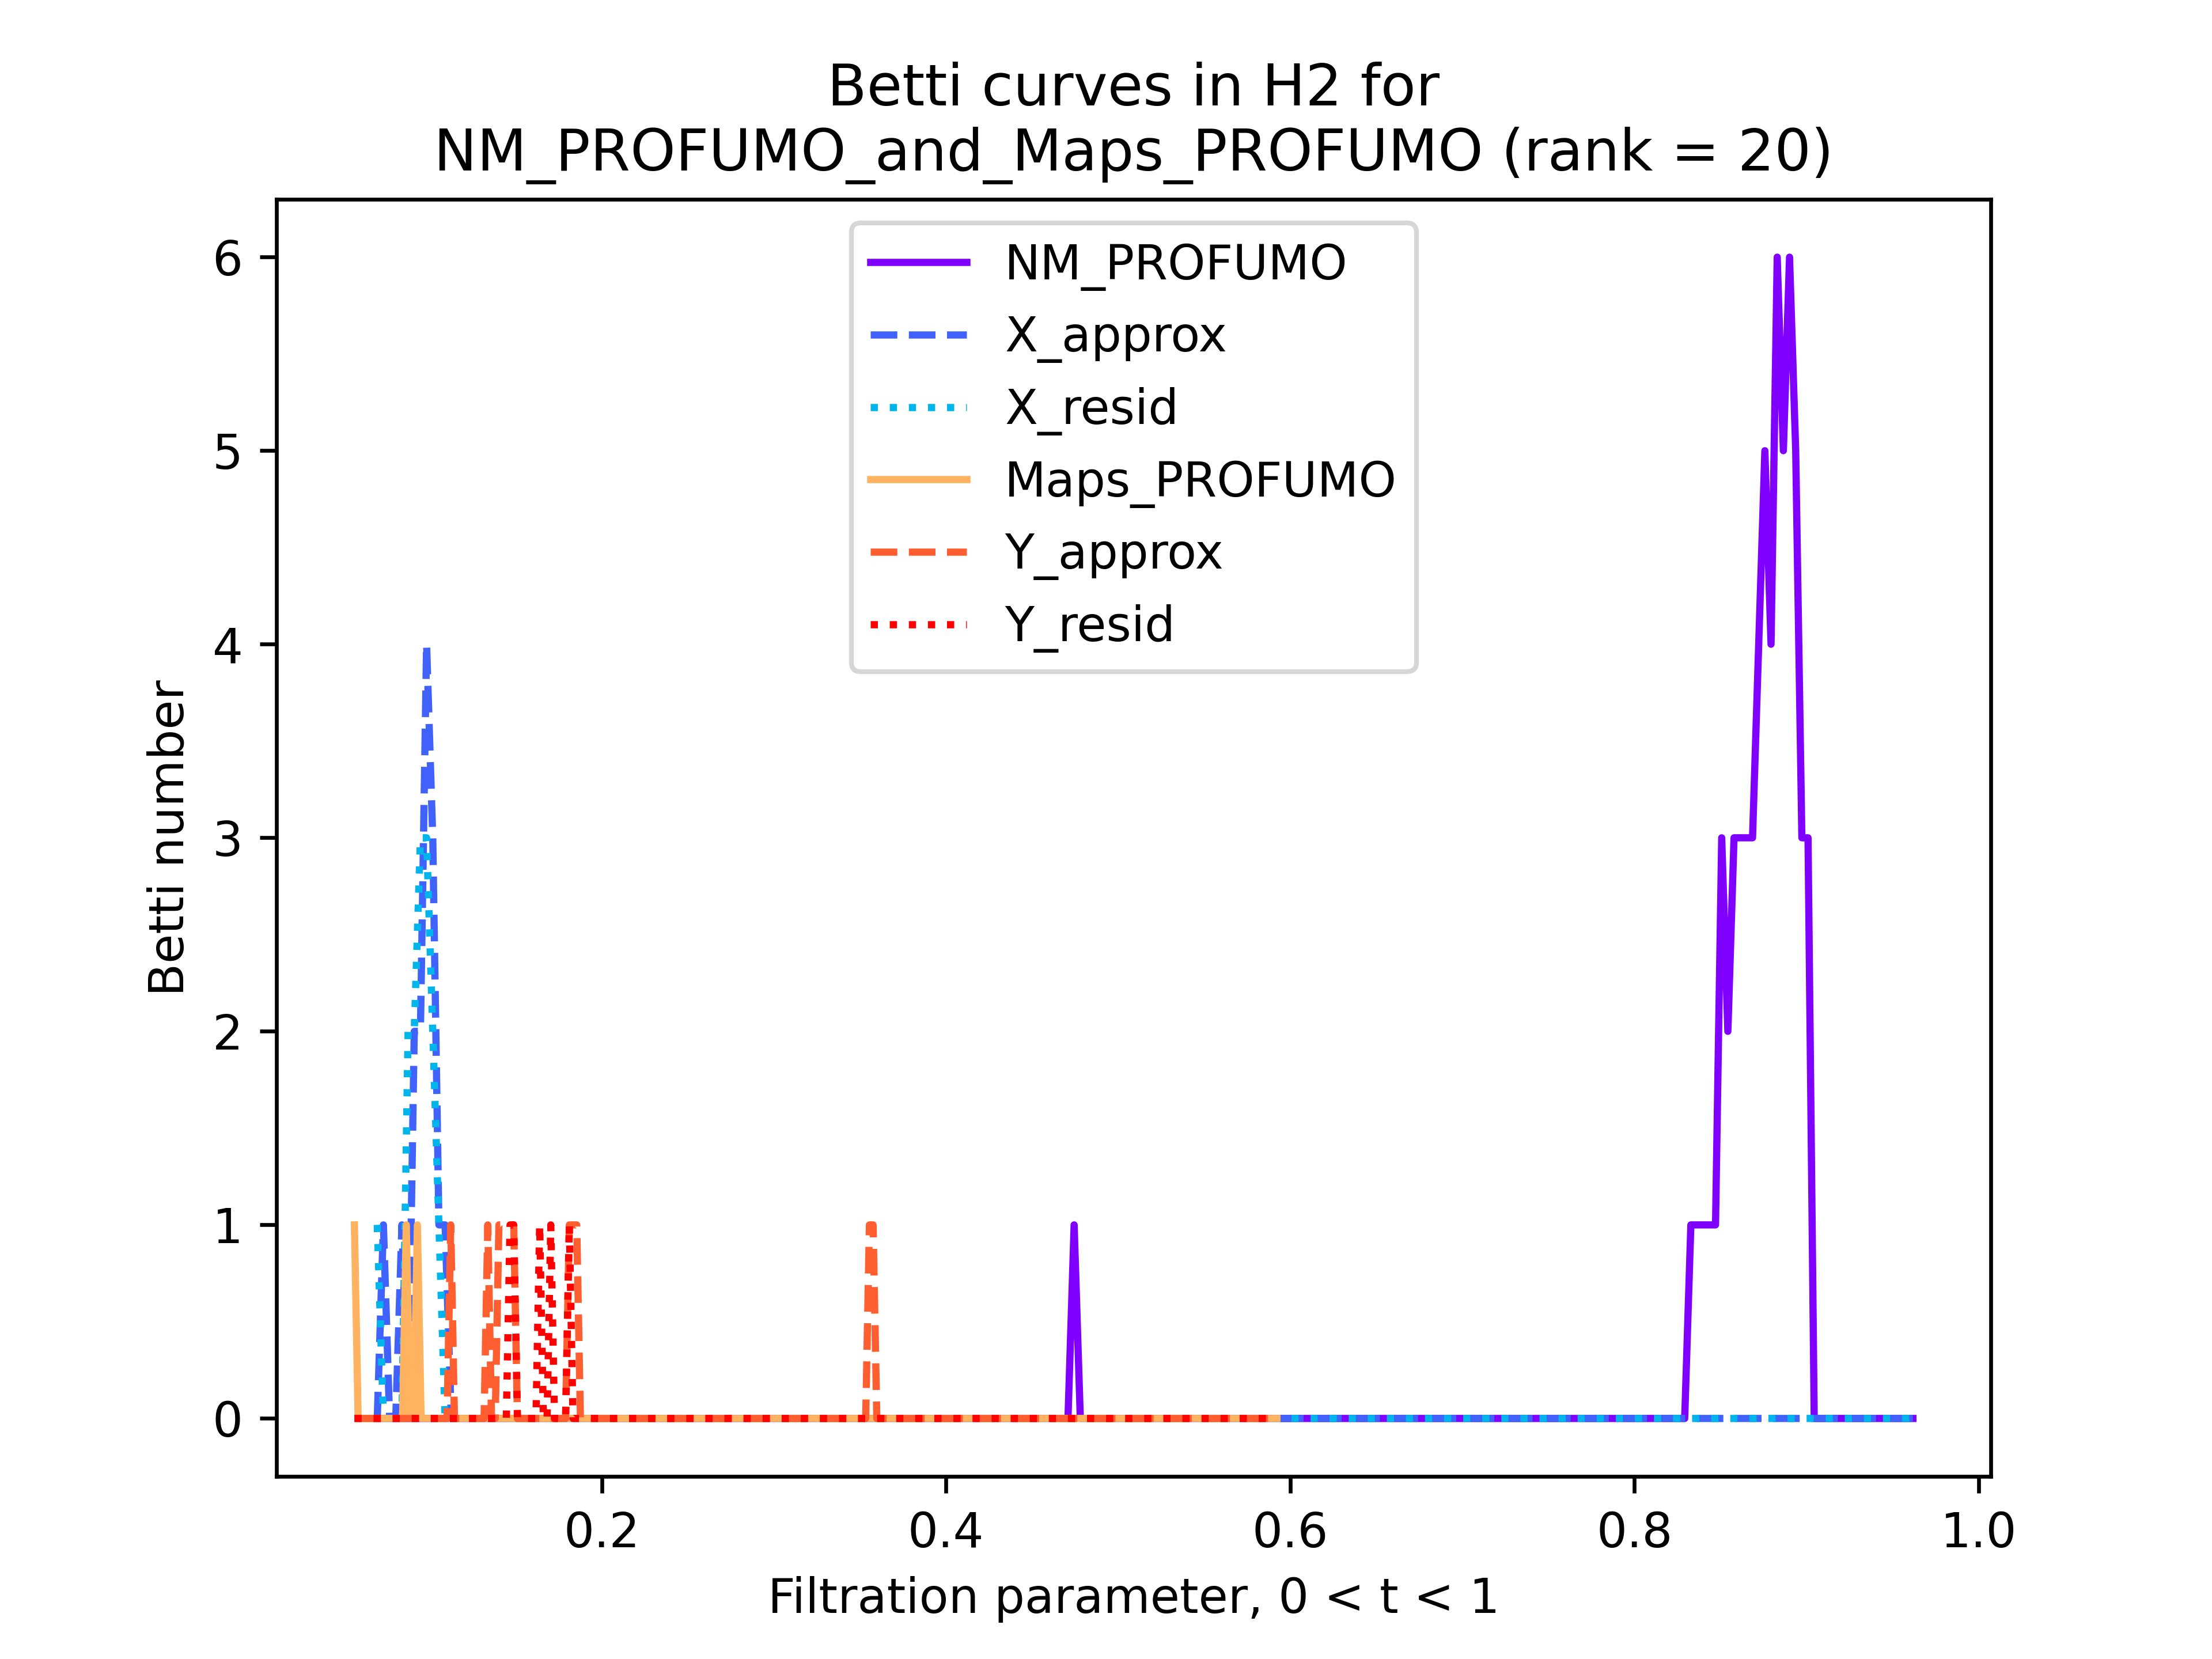 Betti curves in H2 for
NM_PROFUMO_and_Maps_PROFUMO (rank = 20)
NM_PROFUMO
X_approx
X_resid
Maps_PROFUMO
Y_approx
Y_resid
Betti number
6
5
4
3
2
1
0
0.2
0.4
0.6
0.8
1.0
Filtration parameter, 0 < t < 1